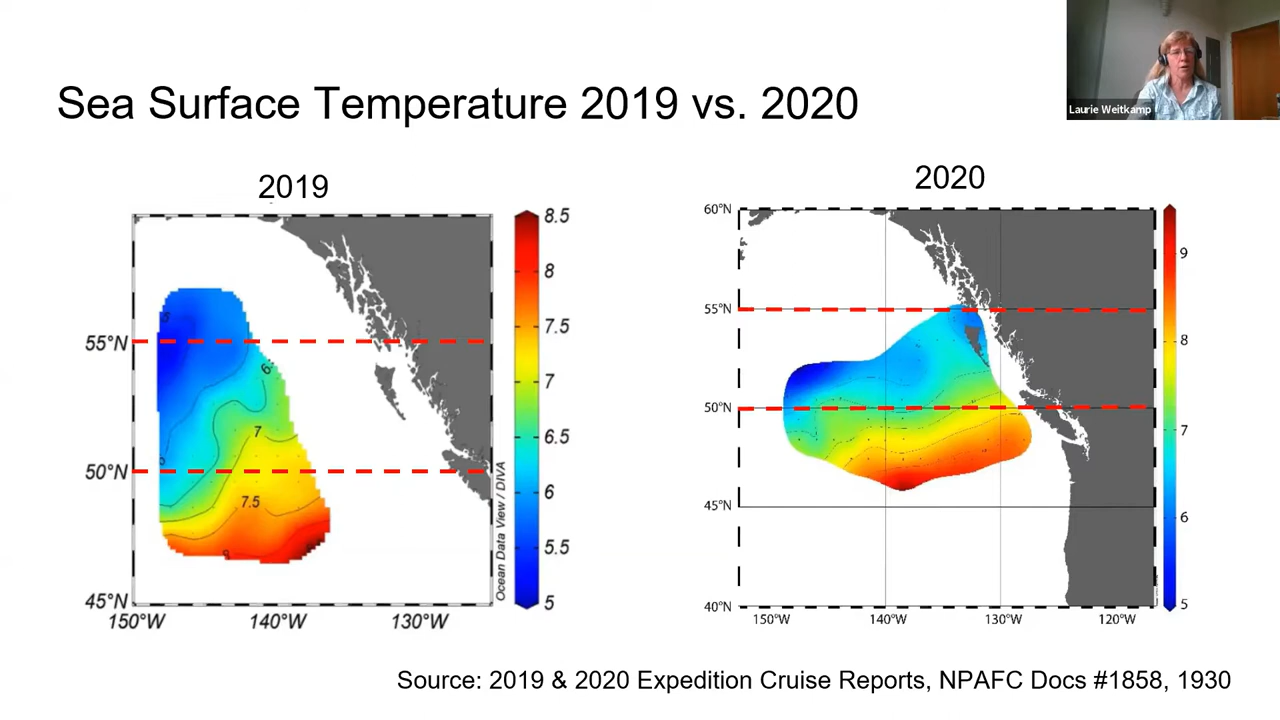 Laurie Weitkamp
Sea Surface Temperature 2019 vs. 2020
2019
2020
55°N
50°N
45°N
150°W
140°W
130°W
5
6
7
7.5
8
8.5
8
7.5
7
6.5
6
5.5
5
Ocean Data View / DIVA
60°N
55°N
50°N
45°N
40°N
150°W
140°W
130°W
120°W
9
8
7
6
5
Source: 2019 & 2020 Expedition Cruise Reports, NPAFC Docs #1858, 1930